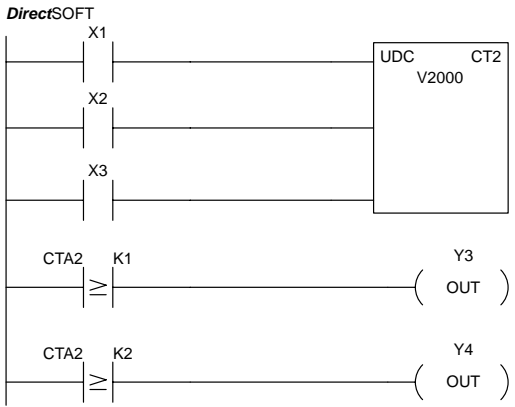 DirectSOFT
X1
UDC CT2
V2000
X2
X3
CTA2 K1 Y3
≥ OUT
CTA2 K2 Y4
≥ OUT